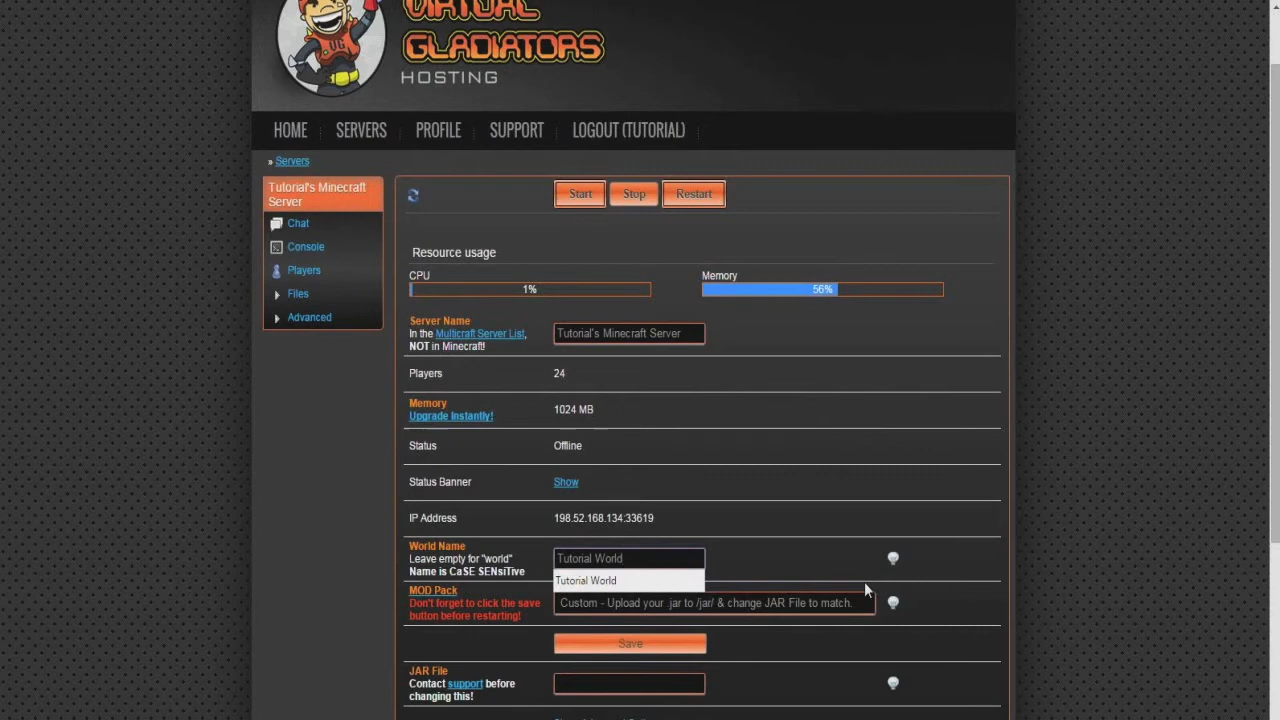 VIRTUAL
GLADIATORS
HOSTING
VG
HOME
SERVERS
PROFILE
SUPPORT
LOGOUT (TUTORIAL)
» Servers
Tutorial's Minecraft
Server
Chat
Console
Players
Files
Advanced
Start
Stop
Restart
Resource usage
CPU
1%
Memory
56%
Server Name
In the Multicraft Server List,
NOT in Minecraft!
Tutorial's Minecraft Server
Players
24
Memory
Upgrade Instantly!
1024 MB
Status
Offline
Status Banner
Show
IP Address
198.52.168.134:33619
World Name
Leave empty for "world"
Name is CaSE SENsiTive
Tutorial World
Tutorial World
MOD Pack
Don't forget to click the save
button before restarting!
Custom - Upload your .jar to /jar/ & change JAR File to match.
Save
JAR File
Contact support before
changing this!